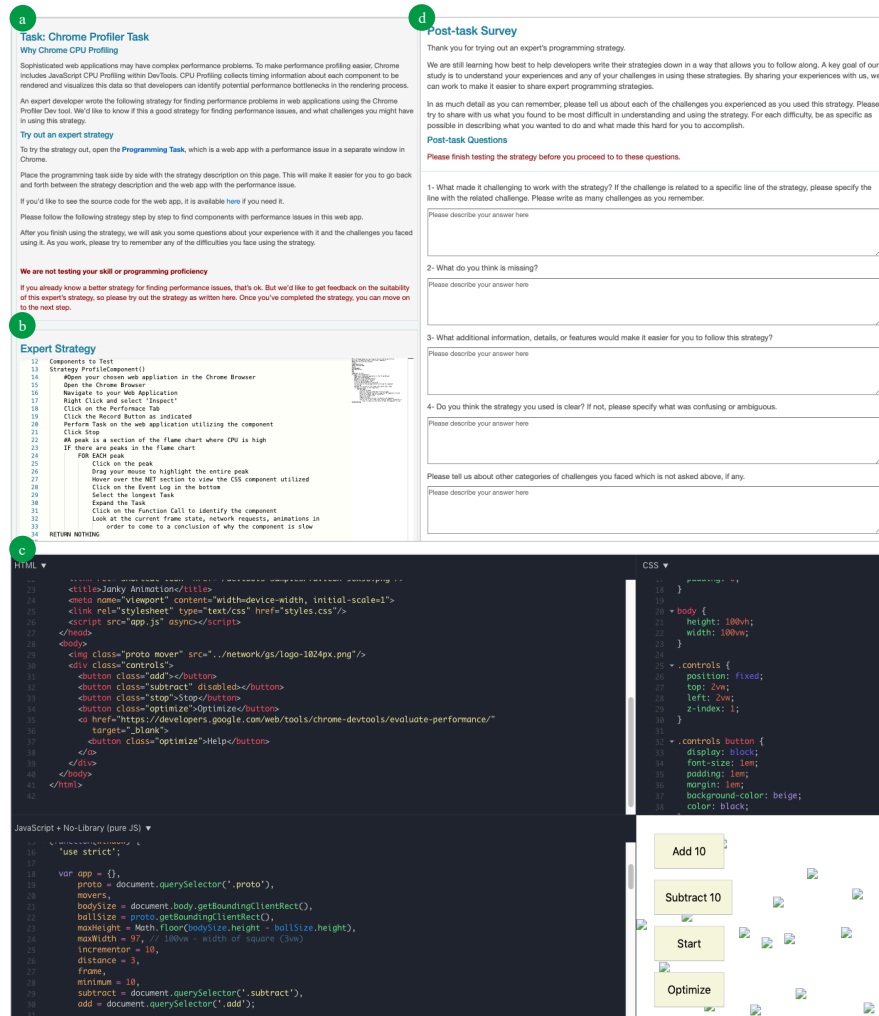 a
Task: Chrome Profiler Task
Why Chrome CPU Profiling
Sophisticated web applications may have complex performance problems. To make performance profiling easier, Chrome
includes JavaScript CPU Profiling within DevTools. CPU Profiling collects timing information about each component to be
rendered and visualizes this data so that developers can identify potential performance bottlenecks in the rendering process.
An expert developer wrote the following strategy for finding performance problems in web applications using the Chrome
Profiler Dev tool. We'd like to know if this a good strategy for finding performance issues, and what challenges you might have
in using this strategy.
Try out an expert strategy
To try the strategy out, open the Programming Task, which is a web app with a performance issue in a separate window in
Chrome.
Place the programming task side by side with the strategy description on this page. This will make it easier for you to go back
and forth between the strategy description and the web app with the performance issue.
If you'd like to see the source code for the web app, it is available here if you need it.
Please follow the following strategy step by step to find components with performance issues in this web app.
After you finish using the strategy, we will ask you some questions about your experience with it and the challenges you faced
using it. As you work, please try to remember any of the difficulties you face using the strategy.
We are not testing your skill or programming proficiency
If you already know a better strategy for finding performance issues, that's ok. But we'd like to get feedback on the suitability
of this expert's strategy, so please try out the strategy as written here. Once you've completed the strategy, you can move on
to the next step.
b
Expert Strategy
12 Components to Test
13 Strategy ProfileComponent()
14 #Open your chosen web appliation in the Chrome Browser
15 Open the Chrome Browser
16 Navigate to your Web Application
17 Right Click and select 'Inspect'
18 Click on the Performace Tab
19 Click the Record Button as indicated
20 Perform Task on the web application utilizing the component
21 Click Stop
22 #A peak is a section of the flame chart where CPU is high
23 IF there are peaks in the flame chart
24 FOR EACH peak
25 Click on the peak
26 Drag your mouse to highlight the entire peak
27 Hover over the NET section to view the CSS component utilized
28 Click on the Event Log in the bottom
29 Select the longest Task
30 Expand the Task
31 Click on the Function Call to identify the component
32 Look at the current frame state, network requests, animations in
33 order to come to a conclusion of why the component is slow
34 RETURN NOTHING
d
Post-task Survey
Thank you for trying out an expert's programming strategy.
We are still learning how best to help developers write their strategies down in a way that allows you to follow along. A key goal of our
study is to understand your experiences and any of your challenges in using these strategies. By sharing your experiences with us, we
can work to make it easier to share expert programming strategies.
In as much detail as you can remember, please tell us about each of the challenges you experienced as you used this strategy. Please
try to share with us what you found to be most difficult in understanding and using the strategy. For each difficulty, be as specific as
possible in describing what you wanted to do and what made this hard for you to accomplish.
Post-task Questions
Please finish testing the strategy before you proceed to to these questions.
1- What made it challenging to work with the strategy? If the challenge is related to a specific line of the strategy, please specify the
line with the related challenge. Please write as many challenges as you remember.
Please describe your answer here
2- What do you think is missing?
Please describe your answer here
3- What additional information, details, or features would make it easier for you to follow this strategy?
Please describe your answer here
4- Do you think the strategy you used is clear? If not, please specify what was confusing or ambiguous.
Please describe your answer here
Please tell us about other categories of challenges you faced which is not asked above, if any.
Please describe your answer here
c
HTML ▼
23 <title>Janky Animation</title>
24 <meta name="viewport" content="width=device-width, initial-scale=1">
25 <link rel="stylesheet" type="text/css" href="styles.css"/>
26 <script src="app.js" async></script>
27 </head>
28 <body>
29 <img class="proto mover" src="../network/gs/logo-1024px.png"/>
30 <div class="controls">
31 <button class="add"></button>
32 <button class="subtract" disabled></button>
33 <button class="stop">Stop</button>
34 <button class="optimize">Optimize</button>
35 <a href="https://developers.google.com/web/tools/chrome-devtools/evaluate-performance/"
36 target="_blank">
37 <button class="optimize">Help</button>
38 </a>
39 </div>
40 </body>
41 </html>
42
CSS ▼
18 }
19
20 body {
21 height: 100vh;
22 width: 100vw;
23 }
24
25 .controls {
26 position: fixed;
27 top: 2vw;
28 left: 2vw;
29 z-index: 1;
30 }
31
32 .controls button {
33 display: block;
34 font-size: 1em;
35 padding: 1em;
36 margin: 1em;
37 background-color: beige;
38 color: black;
JavaScript + No-Library (pure JS) ▼
16 'use strict';
17
18 var app = {},
19 proto = document.querySelector('.proto'),
20 movers,
21 bodySize = document.body.getBoundingClientRect(),
22 ballSize = proto.getBoundingClientRect(),
23 maxHeight = Math.floor(bodySize.height - ballSize.height),
24 maxWidth = 97, // 100vw - width of square (3vw)
25 incrementor = 10,
26 distance = 3,
27 frame,
28 minimum = 10,
29 subtract = document.querySelector('.subtract'),
30 add = document.querySelector('.add');
Add 10
Subtract 10
Start
Optimize